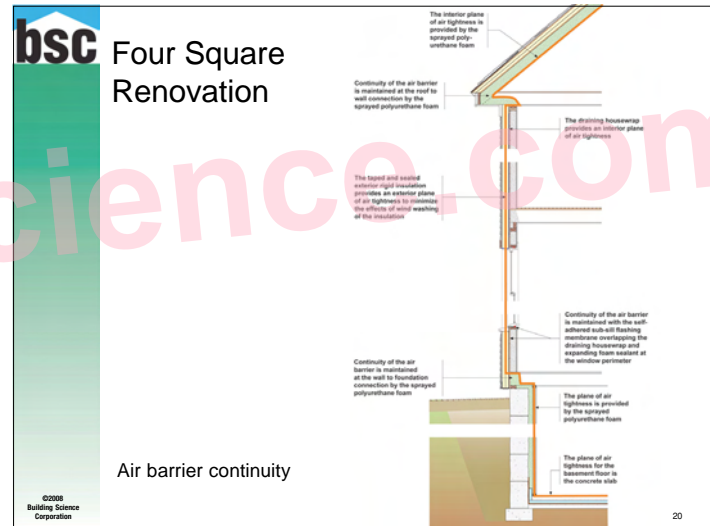 bsc
Four Square
Renovation
The interior plane
of air tightness is
provided by the
sprayed poly-
urethane foam
Continuity of the air barrier
is maintained at the roof to
wall connection by the
sprayed polyurethane foam
The draining housewrap
provides an interior plane
of air tightness
cience.com
The taped and sealed
exterior rigid insulation
provides an exterior plane
of air tightness to minimize
the effects of wind washing
of the insulation
Continuity of the air barrier
is maintained with the self-
adhered sub-sill flashing
membrane overlapping the
draining housewrap and
expanding foam sealant at
the window perimeter
Continuity of the air
barrier is maintained
at the wall to foundation
connection by the sprayed
polyurethane foam
The plane of air
tightness is provided
by the sprayed
polyurethane foam
The plane of air
tightness for the
basement floor is
the concrete slab
Air barrier continuity
©2008
Building Science
Corporation
20